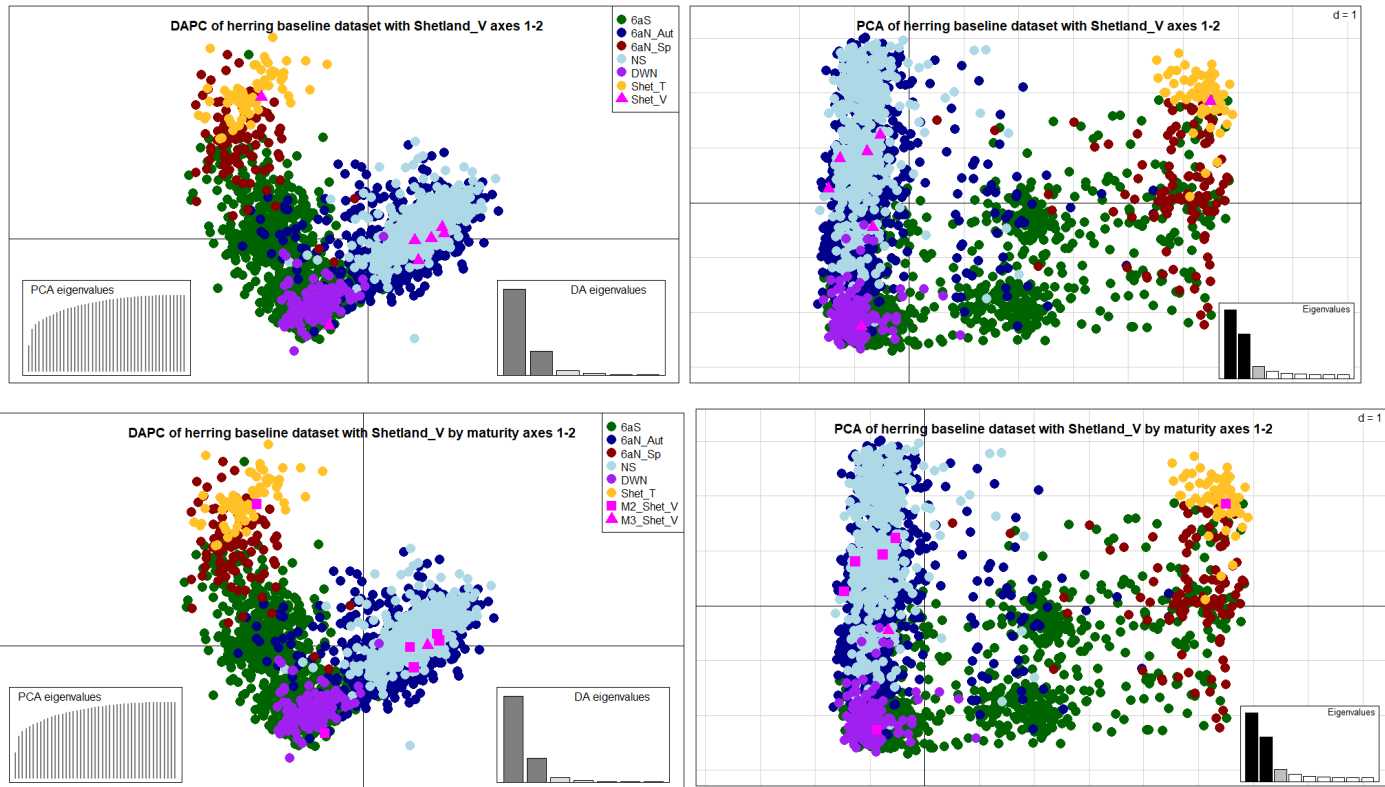 DAPC of herring baseline dataset with Shetland_V axes 1-2
6aS
6aN_Aut
6aN_Sp
NS
DWN
Shet_T
Shet_V
PCA eigenvalues
DA eigenvalues
PCA of herring baseline dataset with Shetland_V axes 1-2
d = 1
Eigenvalues
DAPC of herring baseline dataset with Shetland_V by maturity axes 1-2
6aS
6aN_Aut
6aN_Sp
NS
DWN
Shet_T
M2_Shet_V
M3_Shet_V
PCA eigenvalues
DA eigenvalues
PCA of herring baseline dataset with Shetland_V by maturity axes 1-2
d = 1
Eigenvalues